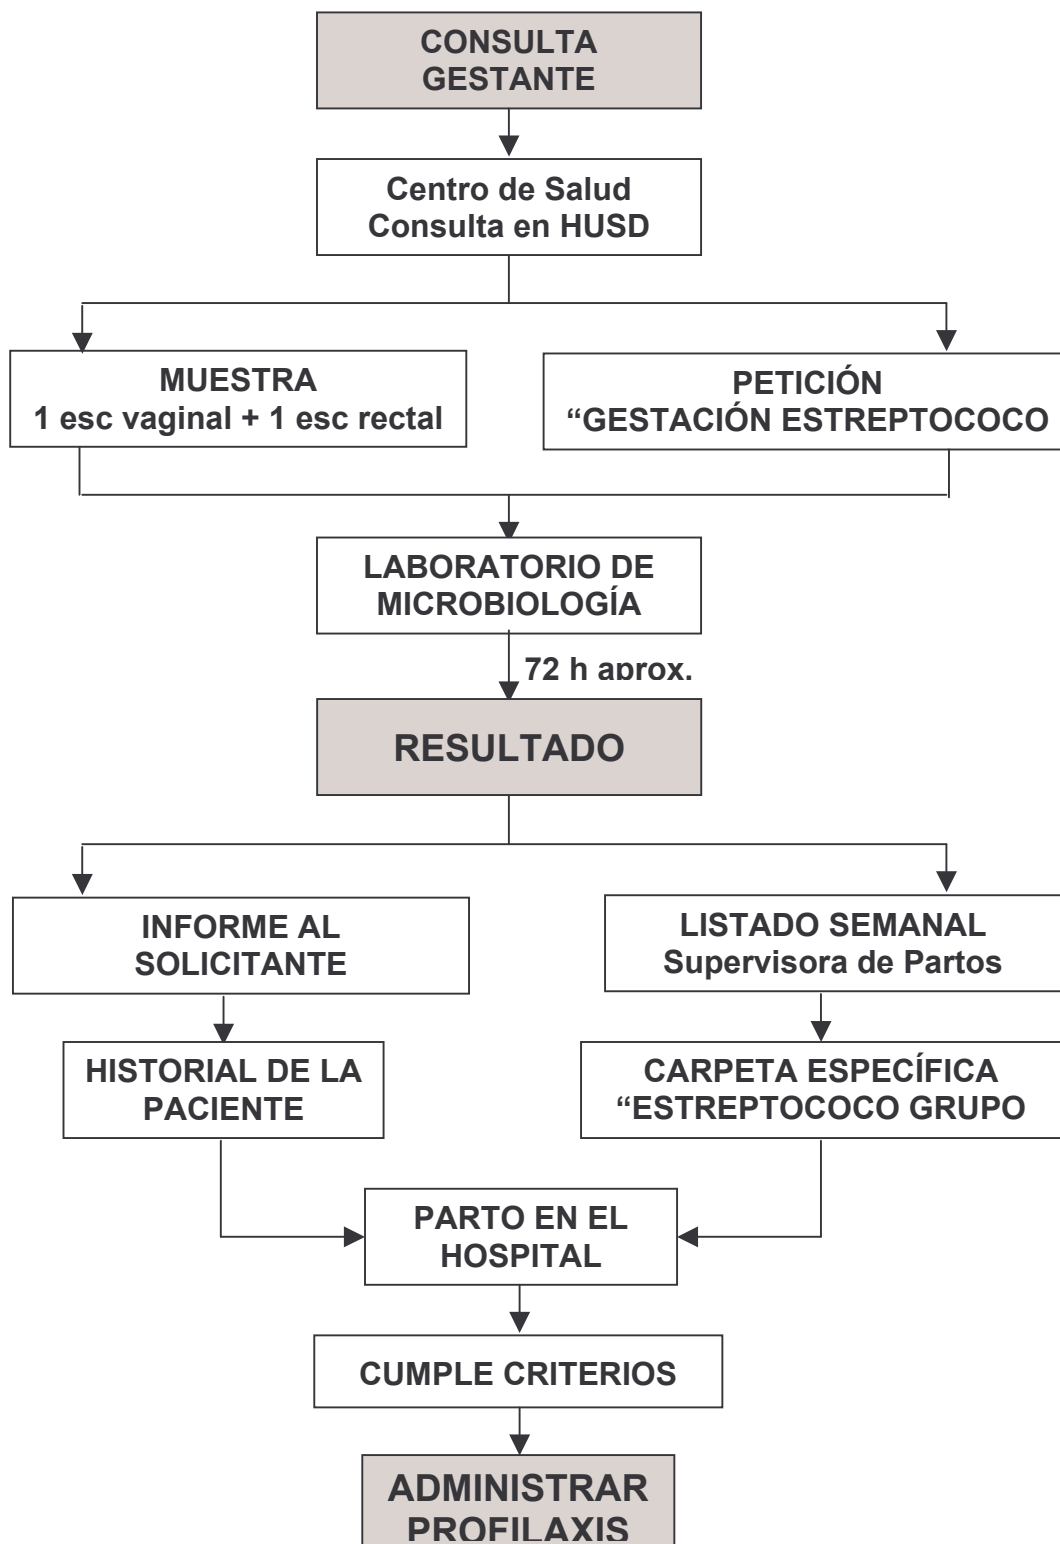 CONSULTA
GESTANTE
Centro de Salud
Consulta en HUSD
MUESTRA
1 esc vaginal + 1 esc rectal
PETICIÓN
“GESTACIÓN ESTREPTOCOCO
LABORATORIO DE
MICROBIOLOGÍA
72 h aprox.
RESULTADO
INFORME AL
SOLICITANTE
LISTADO SEMANAL
Supervisora de Partos
HISTORIAL DE LA
PACIENTE
CARPETA ESPECÍFICA
“ESTREPTOCOCO GRUPO
PARTO EN EL
HOSPITAL
CUMPLE CRITERIOS
ADMINISTRAR
PROFILAXIS